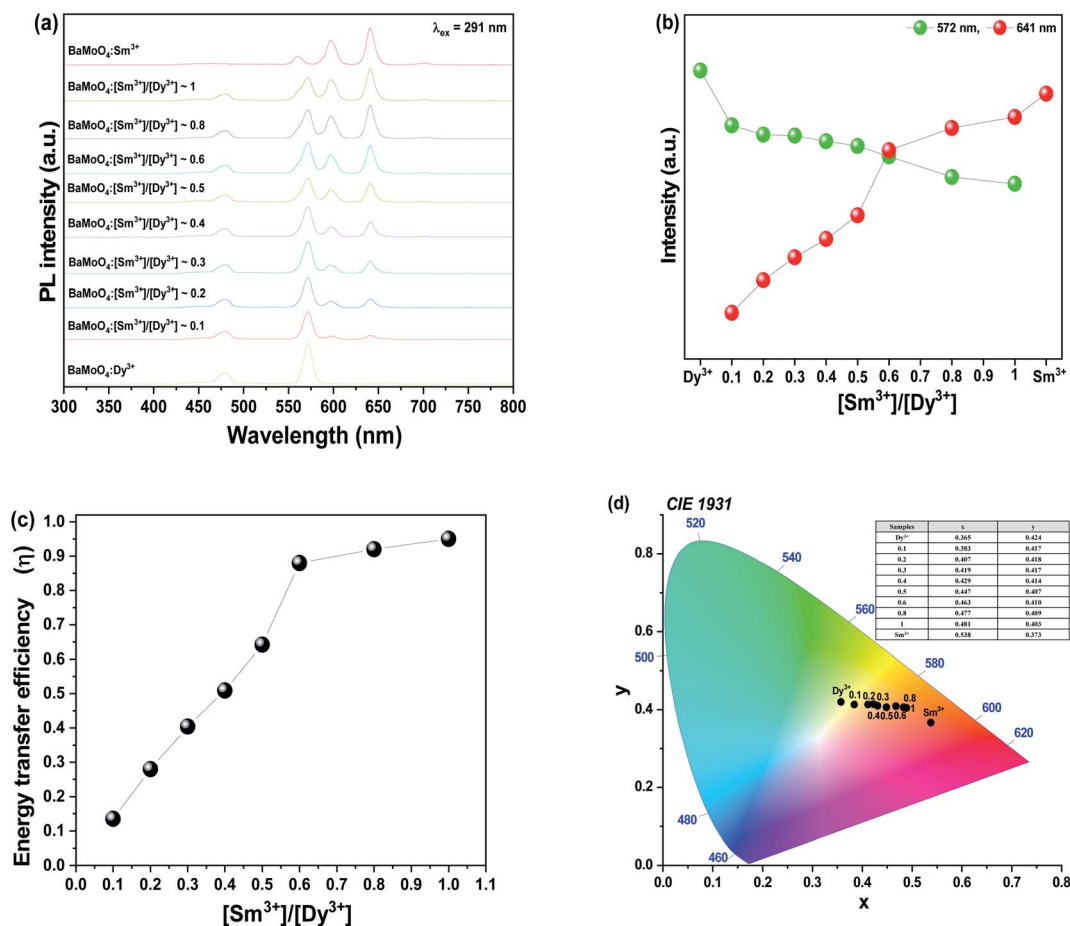 (a)
λex = 291 nm
BaMoO4:Sm3+
BaMoO4:[Sm3+]/[Dy3+] ~ 1
BaMoO4:[Sm3+]/[Dy3+] ~ 0.8
BaMoO4:[Sm3+]/[Dy3+] ~ 0.6
BaMoO4:[Sm3+]/[Dy3+] ~ 0.5
BaMoO4:[Sm3+]/[Dy3+] ~ 0.4
BaMoO4:[Sm3+]/[Dy3+] ~ 0.3
BaMoO4:[Sm3+]/[Dy3+] ~ 0.2
BaMoO4:[Sm3+]/[Dy3+] ~ 0.1
BaMoO4:Dy3+
PL intensity (a.u.)
300 350 400 450 500 550 600 650 700 750 800
Wavelength (nm)
(b)
572 nm, 641 nm
Intensity (a.u.)
Dy3+ 0.1 0.2 0.3 0.4 0.5 0.6 0.7 0.8 0.9 1 Sm3+
[Sm3+]/[Dy3+]
(c)
Energy transfer efficiency (η)
1.0
0.9
0.8
0.7
0.6
0.5
0.4
0.3
0.2
0.1
0.0
0.0 0.1 0.2 0.3 0.4 0.5 0.6 0.7 0.8 0.9 1.0 1.1
[Sm3+]/[Dy3+]
(d)
CIE 1931
Samples x y
Dy3+ 0.365 0.424
0.1 0.383 0.417
0.2 0.407 0.418
0.3 0.419 0.417
0.4 0.429 0.414
0.5 0.447 0.407
0.6 0.463 0.410
0.8 0.477 0.409
1 0.481 0.403
Sm3+ 0.538 0.373
520
540
560
580
600
620
500
480
460
Dy3+ 0.1 0.2 0.3 0.8
0.4 0.5 0.6 1 Sm3+
y
0.8
0.6
0.4
0.2
0.0
0.0 0.1 0.2 0.3 0.4 0.5 0.6 0.7 0.8
x